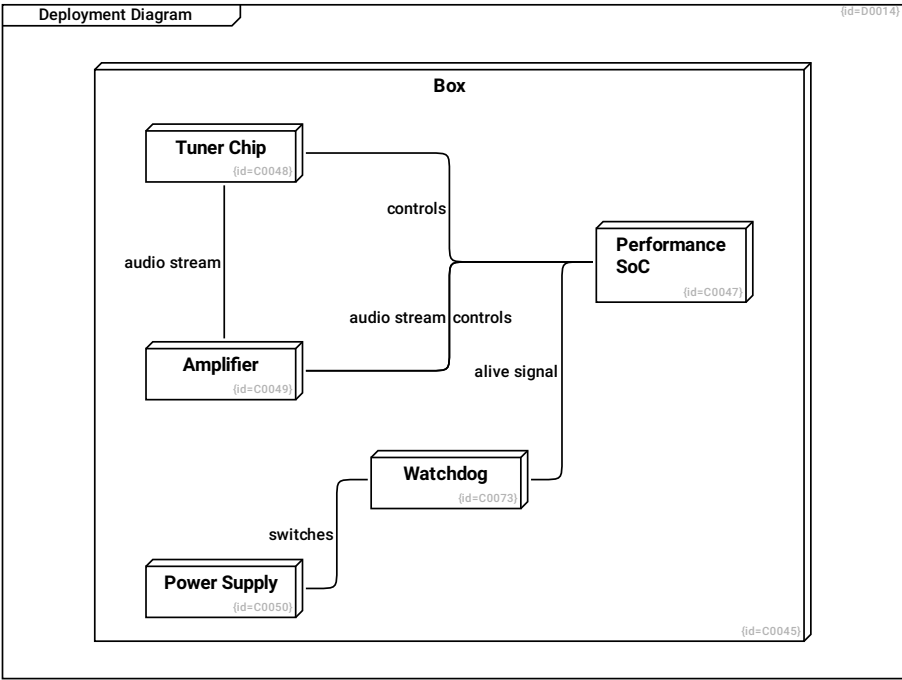 Deployment Diagram
{id=D0014}
Box
Tuner Chip
{id=C0048}
controls
Performance
SoC
{id=C0047}
audio stream
audio stream
controls
Amplifier
{id=C0049}
alive signal
Watchdog
{id=C0073}
switches
Power Supply
{id=C0050}
{id=C0045}